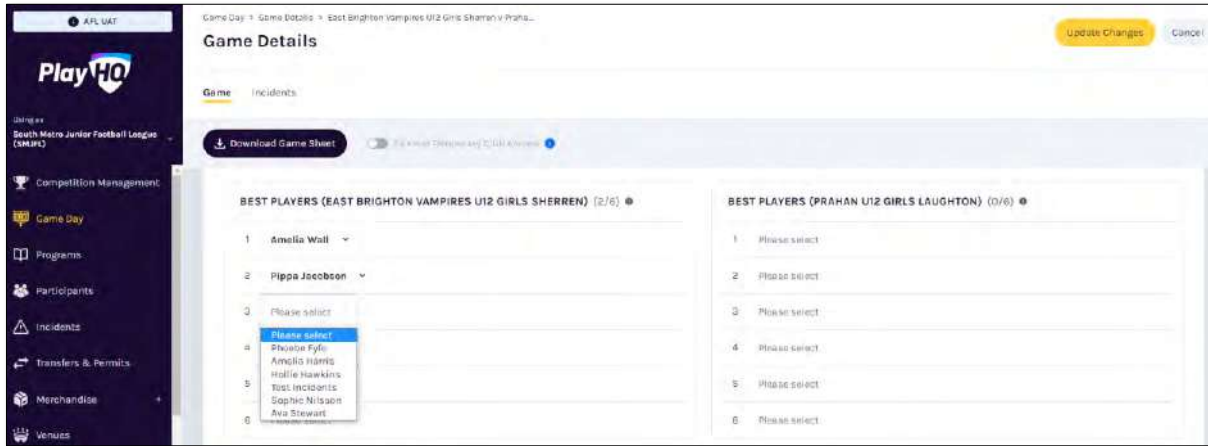 AFL UAT
PlayHQ
Using as
South Metro Junior Football League
(SMJFL)
Competition Management
Game Day
Programs
Participants
Incidents
Transfers & Permits
Merchandise +
Venues
Game Day > Game Details > East Brighton Vampires U12 Girls Sherren v Praha...
Game Details
Update Changes
Cancel
Game Incidents
Download Game Sheet
BEST PLAYERS (EAST BRIGHTON VAMPIRES U12 GIRLS SHERREN) (2/6)
1 Amelia Wall
2 Pippa Jacobson
3 Please select
Please select
4 Phoebe Fyfe
Amelia Harris
Hollie Hawkins
5 Test Incidents
Sophie Nilsson
Ava Stewart
6 Please select
BEST PLAYERS (PRAHAN U12 GIRLS LAUGHTON) (0/6)
1 Please select
2 Please select
3 Please select
4 Please select
5 Please select
6 Please select